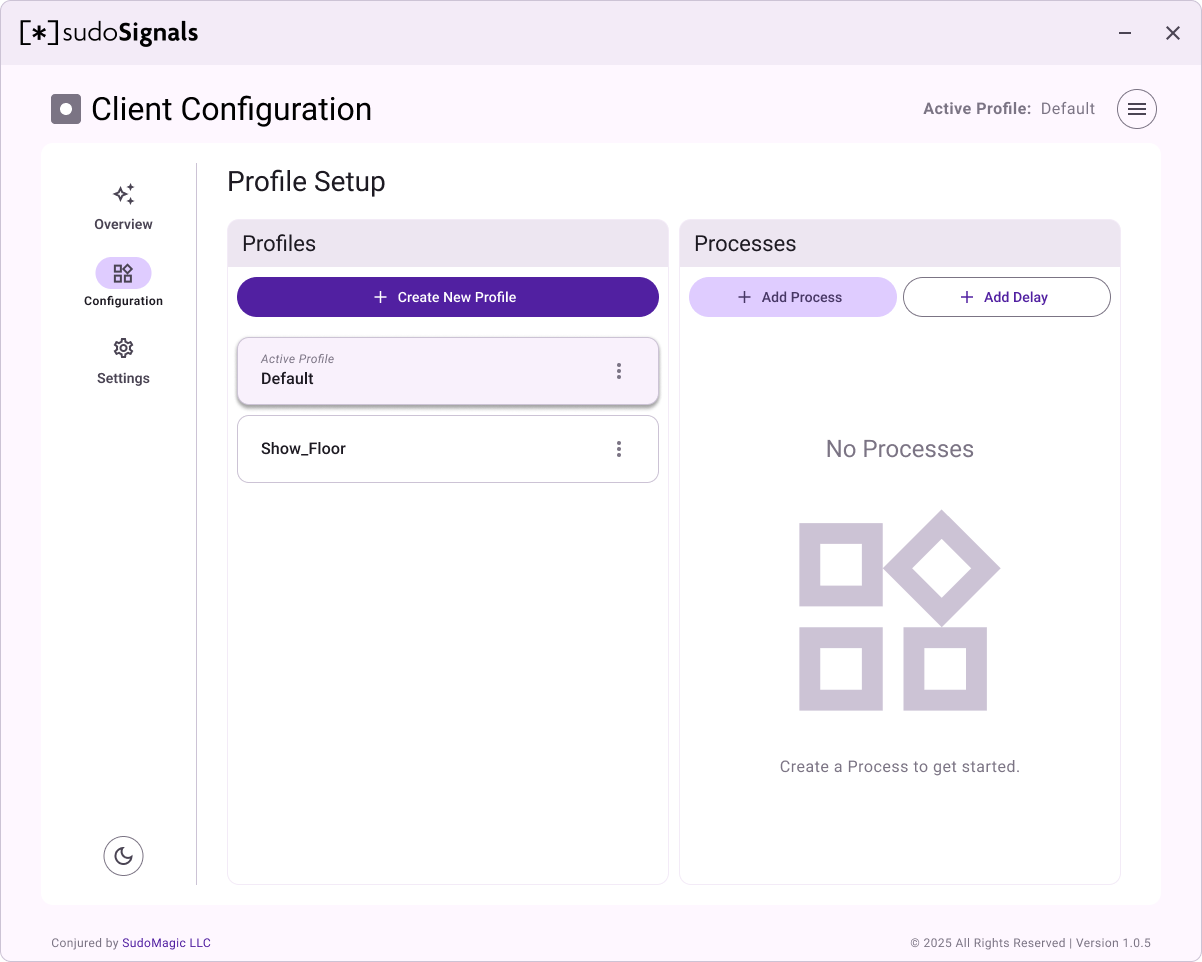 [*]sudoSignals
Client Configuration
Active Profile: Default
Overview
Configuration
Settings
Profile Setup
Profiles
+ Create New Profile
Active Profile
Default
Show_Floor
Processes
+ Add Process
+ Add Delay
No Processes
Create a Process to get started.
Conjured by SudoMagic LLC
© 2025 All Rights Reserved | Version 1.0.5